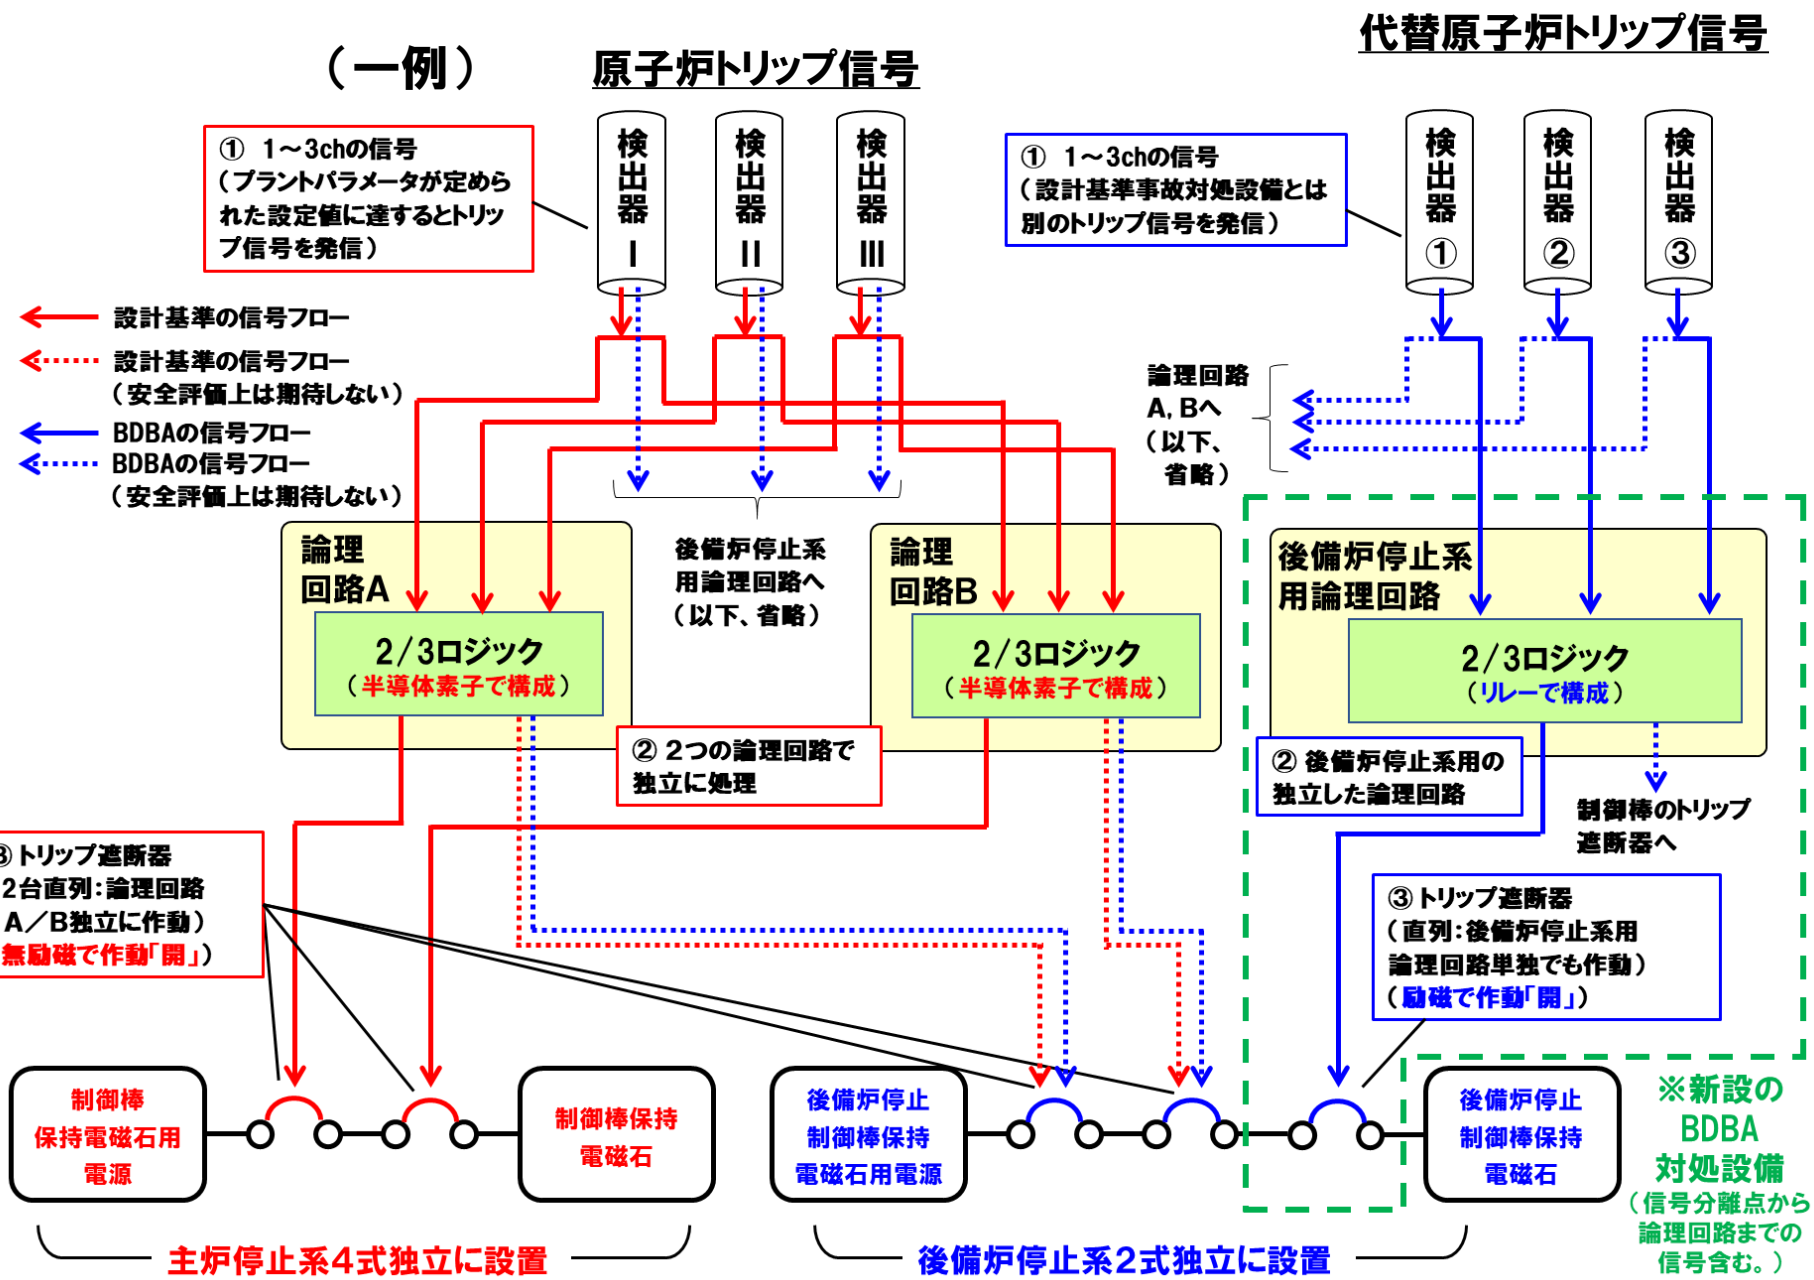 （一例）
原子炉トリップ信号
代替原子炉トリップ信号
① 1～3chの信号
（プラントパラメータが定めら
れた設定値に達するとトリッ
プ信号を発信）
検出器Ⅰ
検出器Ⅱ
検出器Ⅲ
① 1～3chの信号
（設計基準事故対処設備とは
別のトリップ信号を発信）
検出器①
検出器②
検出器③
設計基準の信号フロー
設計基準の信号フロー
（安全評価上は期待しない）
BDBAの信号フロー
BDBAの信号フロー
（安全評価上は期待しない）
論理回路
A, Bへ
（以下、
省略）
論理
回路A
2/3ロジック
（半導体素子で構成）
後備炉停止系
用論理回路へ
（以下、省略）
論理
回路B
2/3ロジック
（半導体素子で構成）
後備炉停止系
用論理回路
2/3ロジック
（リレーで構成）
② 2つの論理回路で
独立に処理
② 後備炉停止系用の
独立した論理回路
制御棒のトリップ
遮断器へ
③トリップ遮断器
2台直列：論理回路
A／B独立に作動）
無励磁で作動「開」）
③トリップ遮断器
（直列：後備炉停止系用
論理回路単独でも作動）
（励磁で作動「開」）
制御棒
保持電磁石用
電源
制御棒保持
電磁石
後備炉停止
制御棒保持
電磁石用電源
後備炉停止
制御棒保持
電磁石
※新設の
BDBA
対処設備
（信号分離点から
論理回路までの
信号含む。）
主炉停止系4式独立に設置
後備炉停止系2式独立に設置